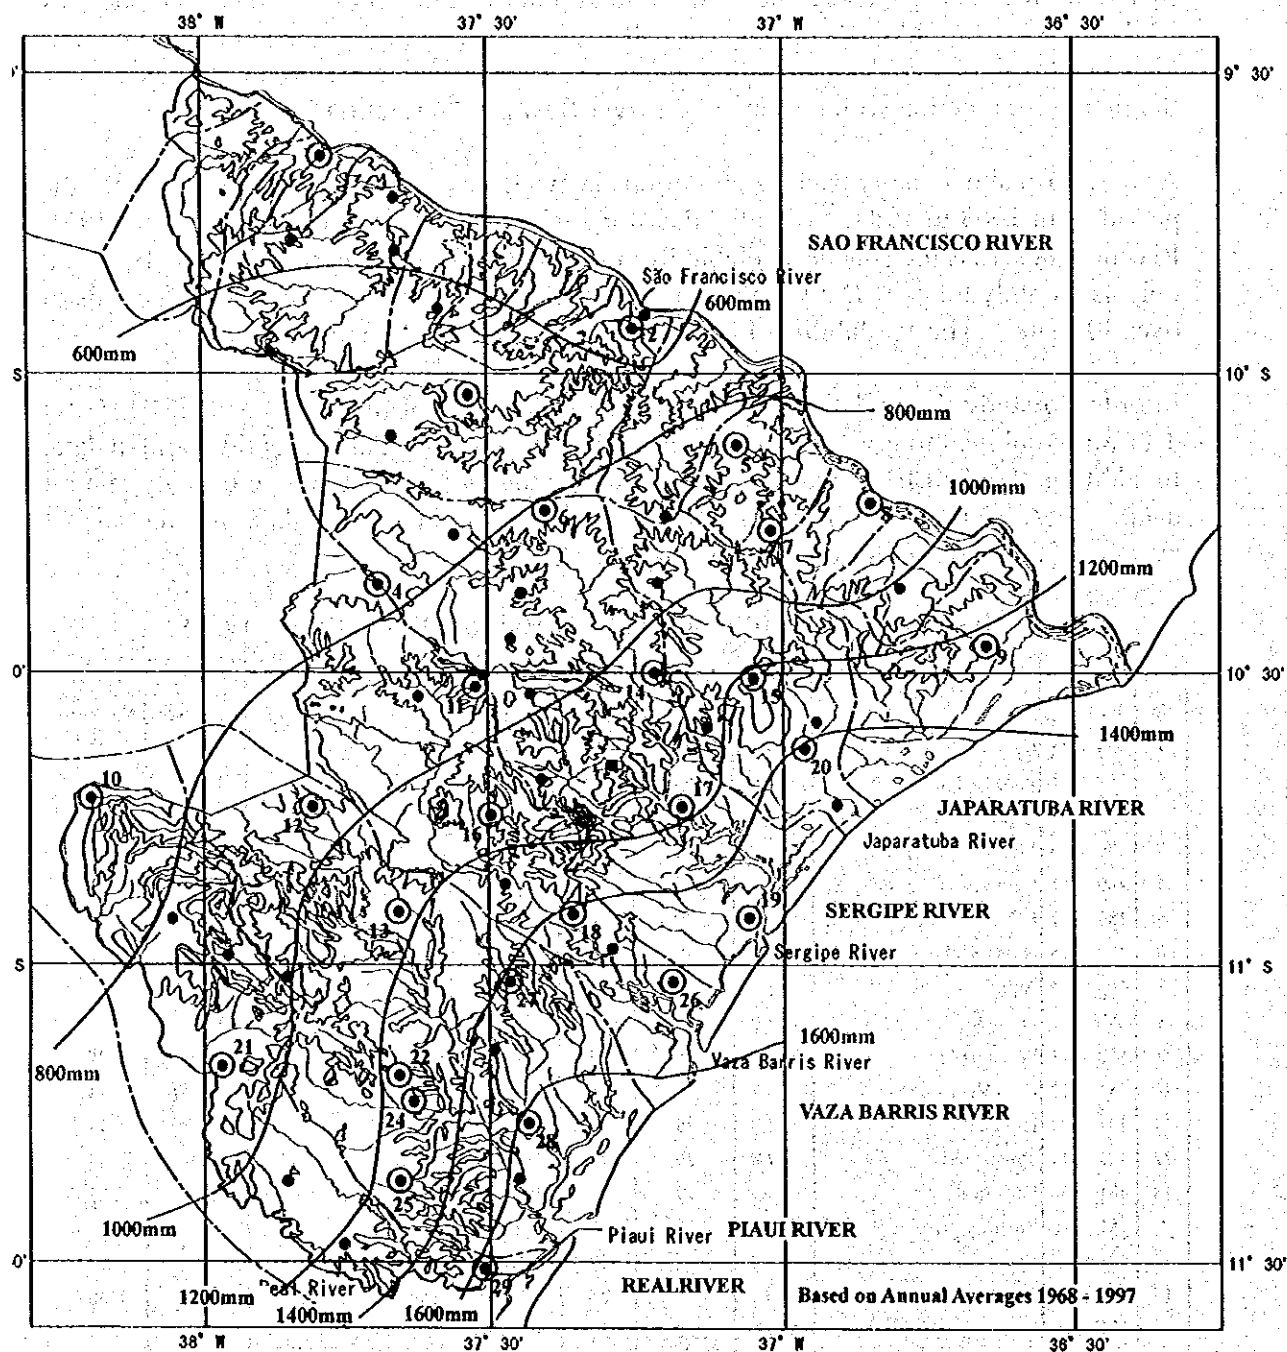 38° W 37° 30' 37° W 36° 30'
9° 30'
SAO FRANCISCO RIVER
São Francisco River
600mm
2
600mm
S 10° S
3
800mm
5
1000mm
6
8
7
1200mm
4
9
0' 10° 30'
11 14 15
1400mm
20
10
17
JAPARATUBA RIVER
12
16
Japaratuba River
19
SERGIPE RIVER
13 18
Sergipe River
S 11° S
27 26
1600mm
21 22
800mm
Vaza Barris River
24
VAZA BARRIS RIVER
28
25
1000mm
Piaui River PIAUI RIVER
0' 11° 30'
29
REALRIVER
Real River
1200mm
Based on Annual Averages 1968 - 1997
1400mm 1600mm
38° W 37° 30' 37° W 36° 30'